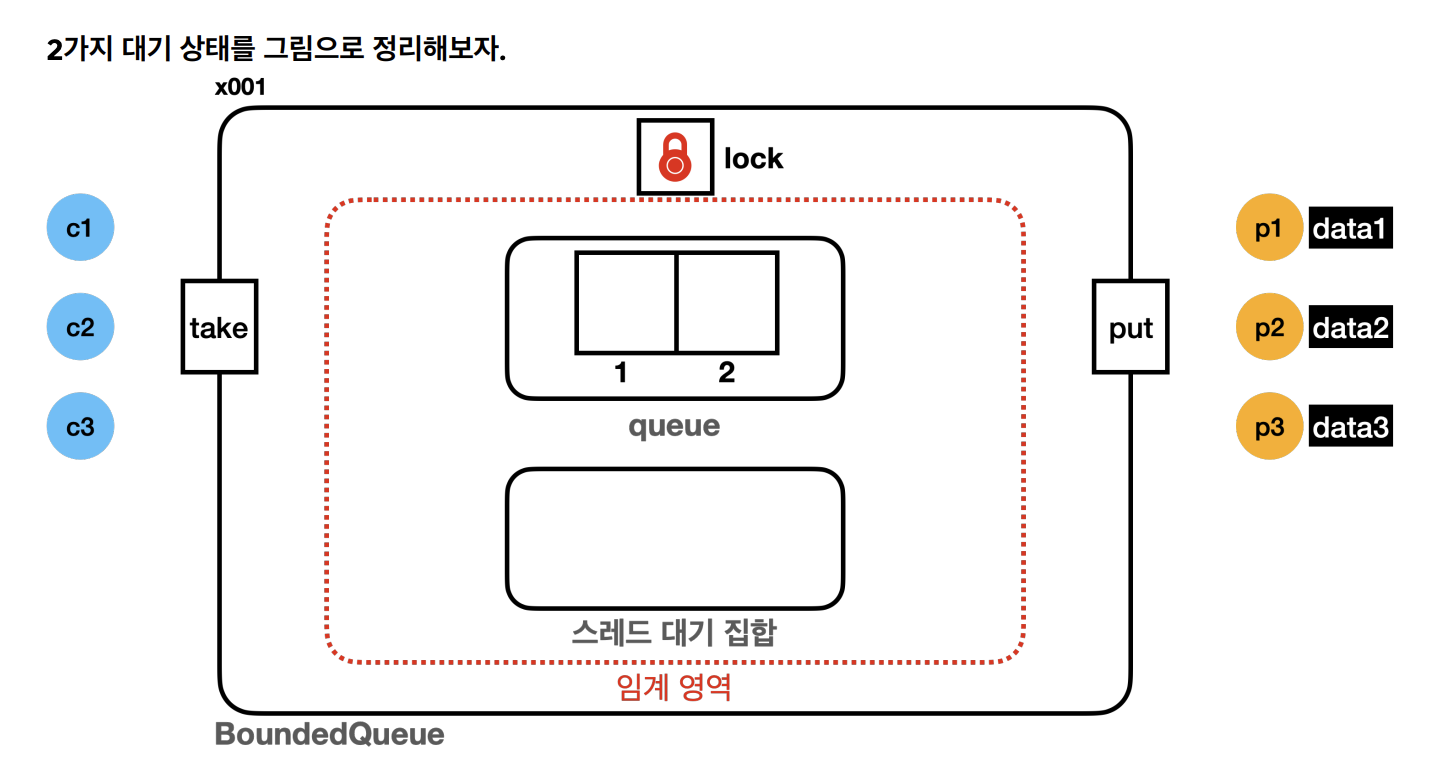 2가지 대기 상태를 그림으로 정리해보자.
x001
lock
c1
c2
c3
take
1 2
queue
스레드 대기 집합
임계 영역
BoundedQueue
put
p1 data1
p2 data2
p3 data3